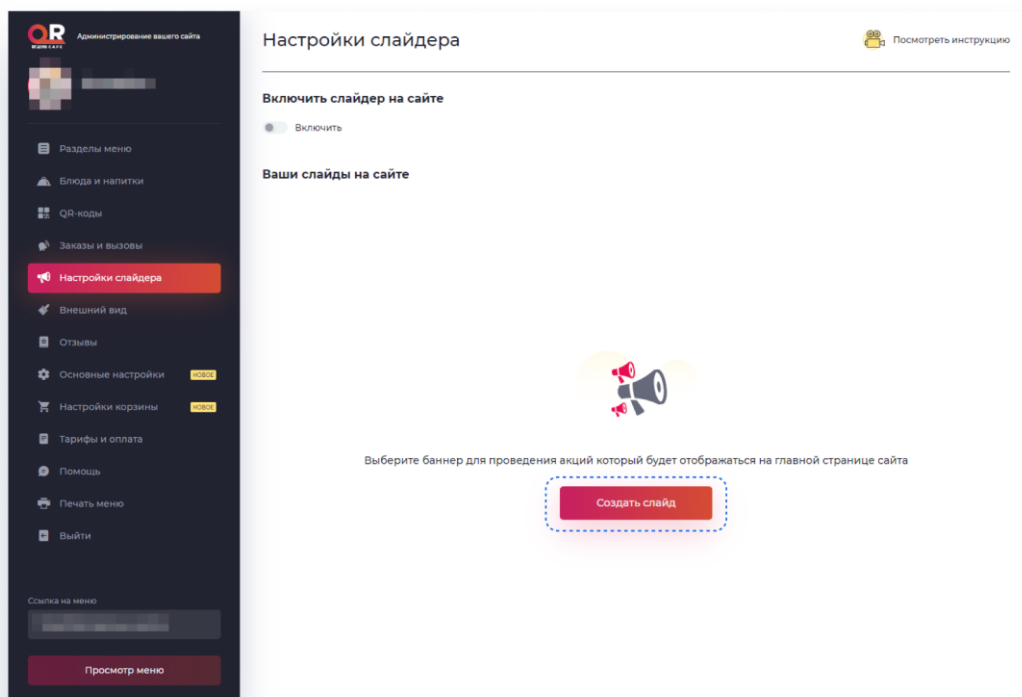 QR
Администрирование вашего сайта
Разделы меню
Блюда и напитки
QR-коды
Заказы и вызовы
Настройки слайдера
Внешний вид
Отзывы
Основные настройки НОВОЕ
Настройки корзины НОВОЕ
Тарифы и оплата
Помощь
Печать меню
Выйти
Ссылка на меню
Просмотр меню
Настройки слайдера
Посмотреть инструкцию
Включить слайдер на сайте
Включить
Ваши слайды на сайте
Выберите баннер для проведения акций который будет отображаться на главной странице сайта
Создать слайд